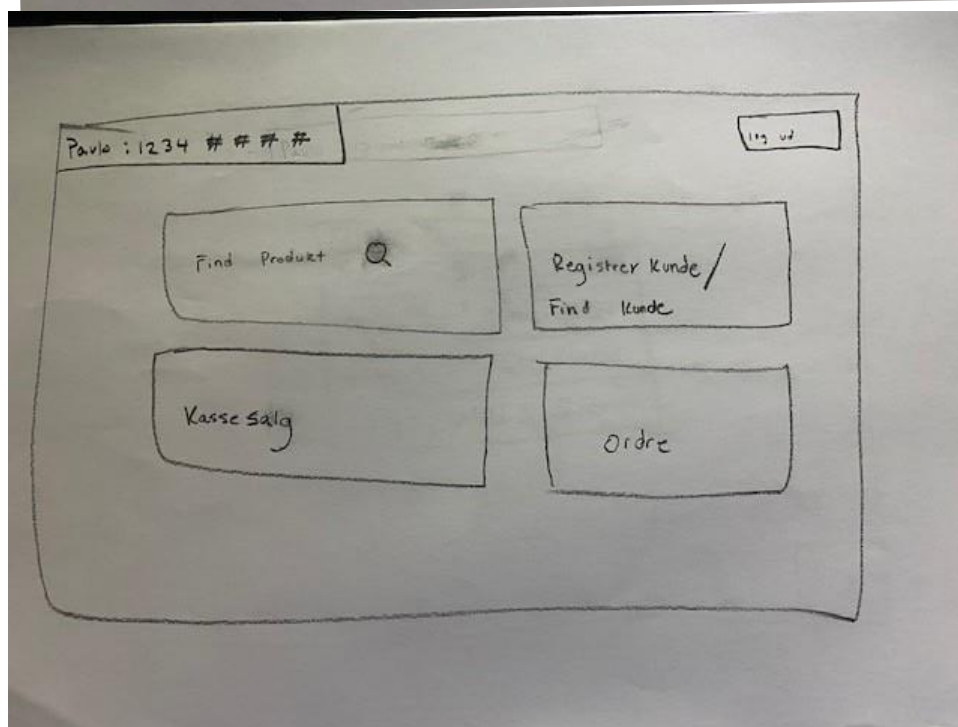 Pavlo : 1234 # # # #
log ud
Find Produkt
Registrer kunde/
Find kunde
Kasse salg
Ordre